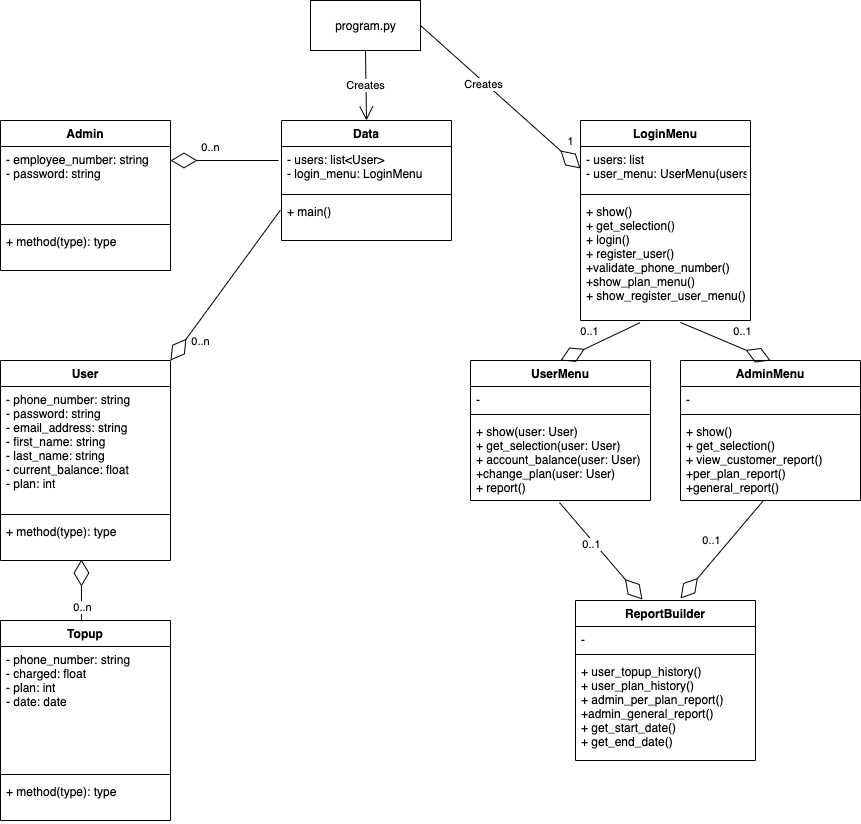 program.py
Creates
Creates
Admin
- employee_number: string
- password: string
+ method(type): type
0..n
Data
- users: list<User>
- login_menu: LoginMenu
+ main()
1
LoginMenu
- users: list
- user_menu: UserMenu(users
+ show()
+ get_selection()
+ login()
+ register_user()
+validate_phone_number()
+show_plan_menu()
+ show_register_user_menu()
0..n
0..1
0..1
User
- phone_number: string
- password: string
- email_address: string
- first_name: string
- last_name: string
- current_balance: float
- plan: int
+ method(type): type
UserMenu
-
+ show(user: User)
+ get_selection(user: User)
+ account_balance(user: User)
+change_plan(user: User)
+ report()
AdminMenu
-
+ show()
+ get_selection()
+ view_customer_report()
+per_plan_report()
+general_report()
0..1
0..1
0..n
Topup
- phone_number: string
- charged: float
- plan: int
- date: date
+ method(type): type
ReportBuilder
-
+ user_topup_history()
+ user_plan_history()
+ admin_per_plan_report()
+admin_general_report()
+ get_start_date()
+ get_end_date()